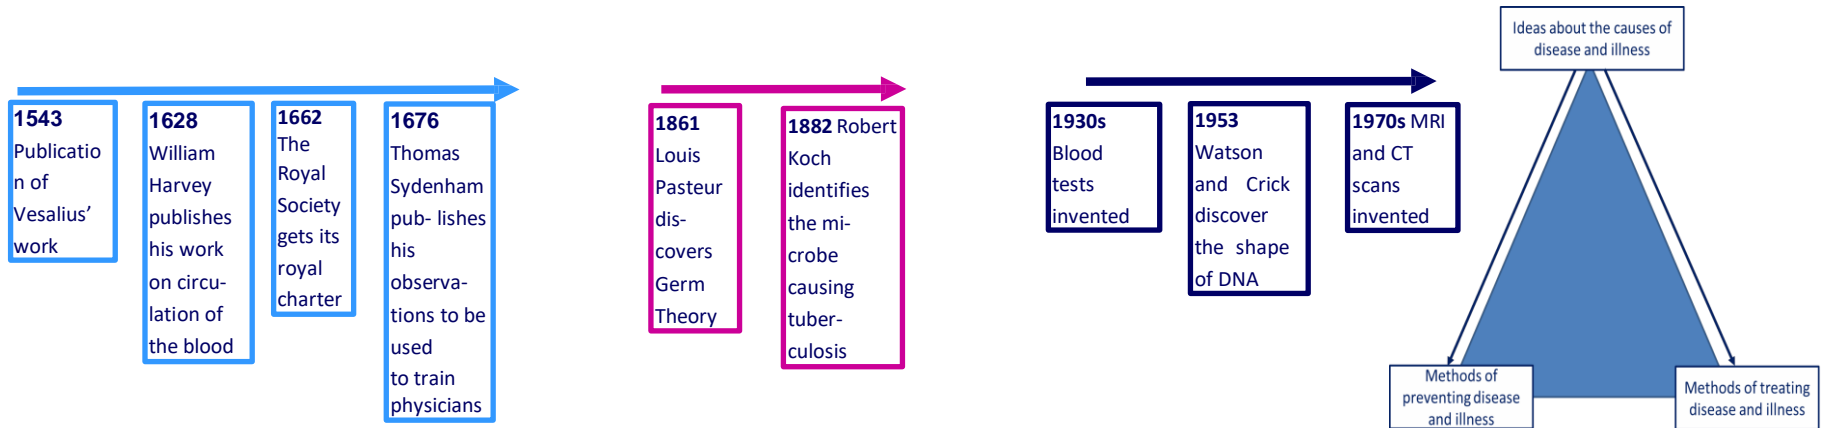 1543
Publicatio
n of
Vesalius’
work
1628
William
Harvey
publishes
his work
on circu-
lation of
the blood
1662
The
Royal
Society
gets its
royal
charter
1676
Thomas
Sydenham
pub- lishes
his
observa-
tions to be
used
to train
physicians
1861
Louis
Pasteur
dis-
covers
Germ
Theory
1882 Robert
Koch
identifies
the mi-
crobe
causing
tuber-
culosis
1930s
Blood
tests
invented
1953
Watson
and Crick
discover
the shape
of DNA
1970s MRI
and CT
scans
invented
Ideas about the causes of
disease and illness
Methods of
preventing disease
and illness
Methods of treating
disease and illness